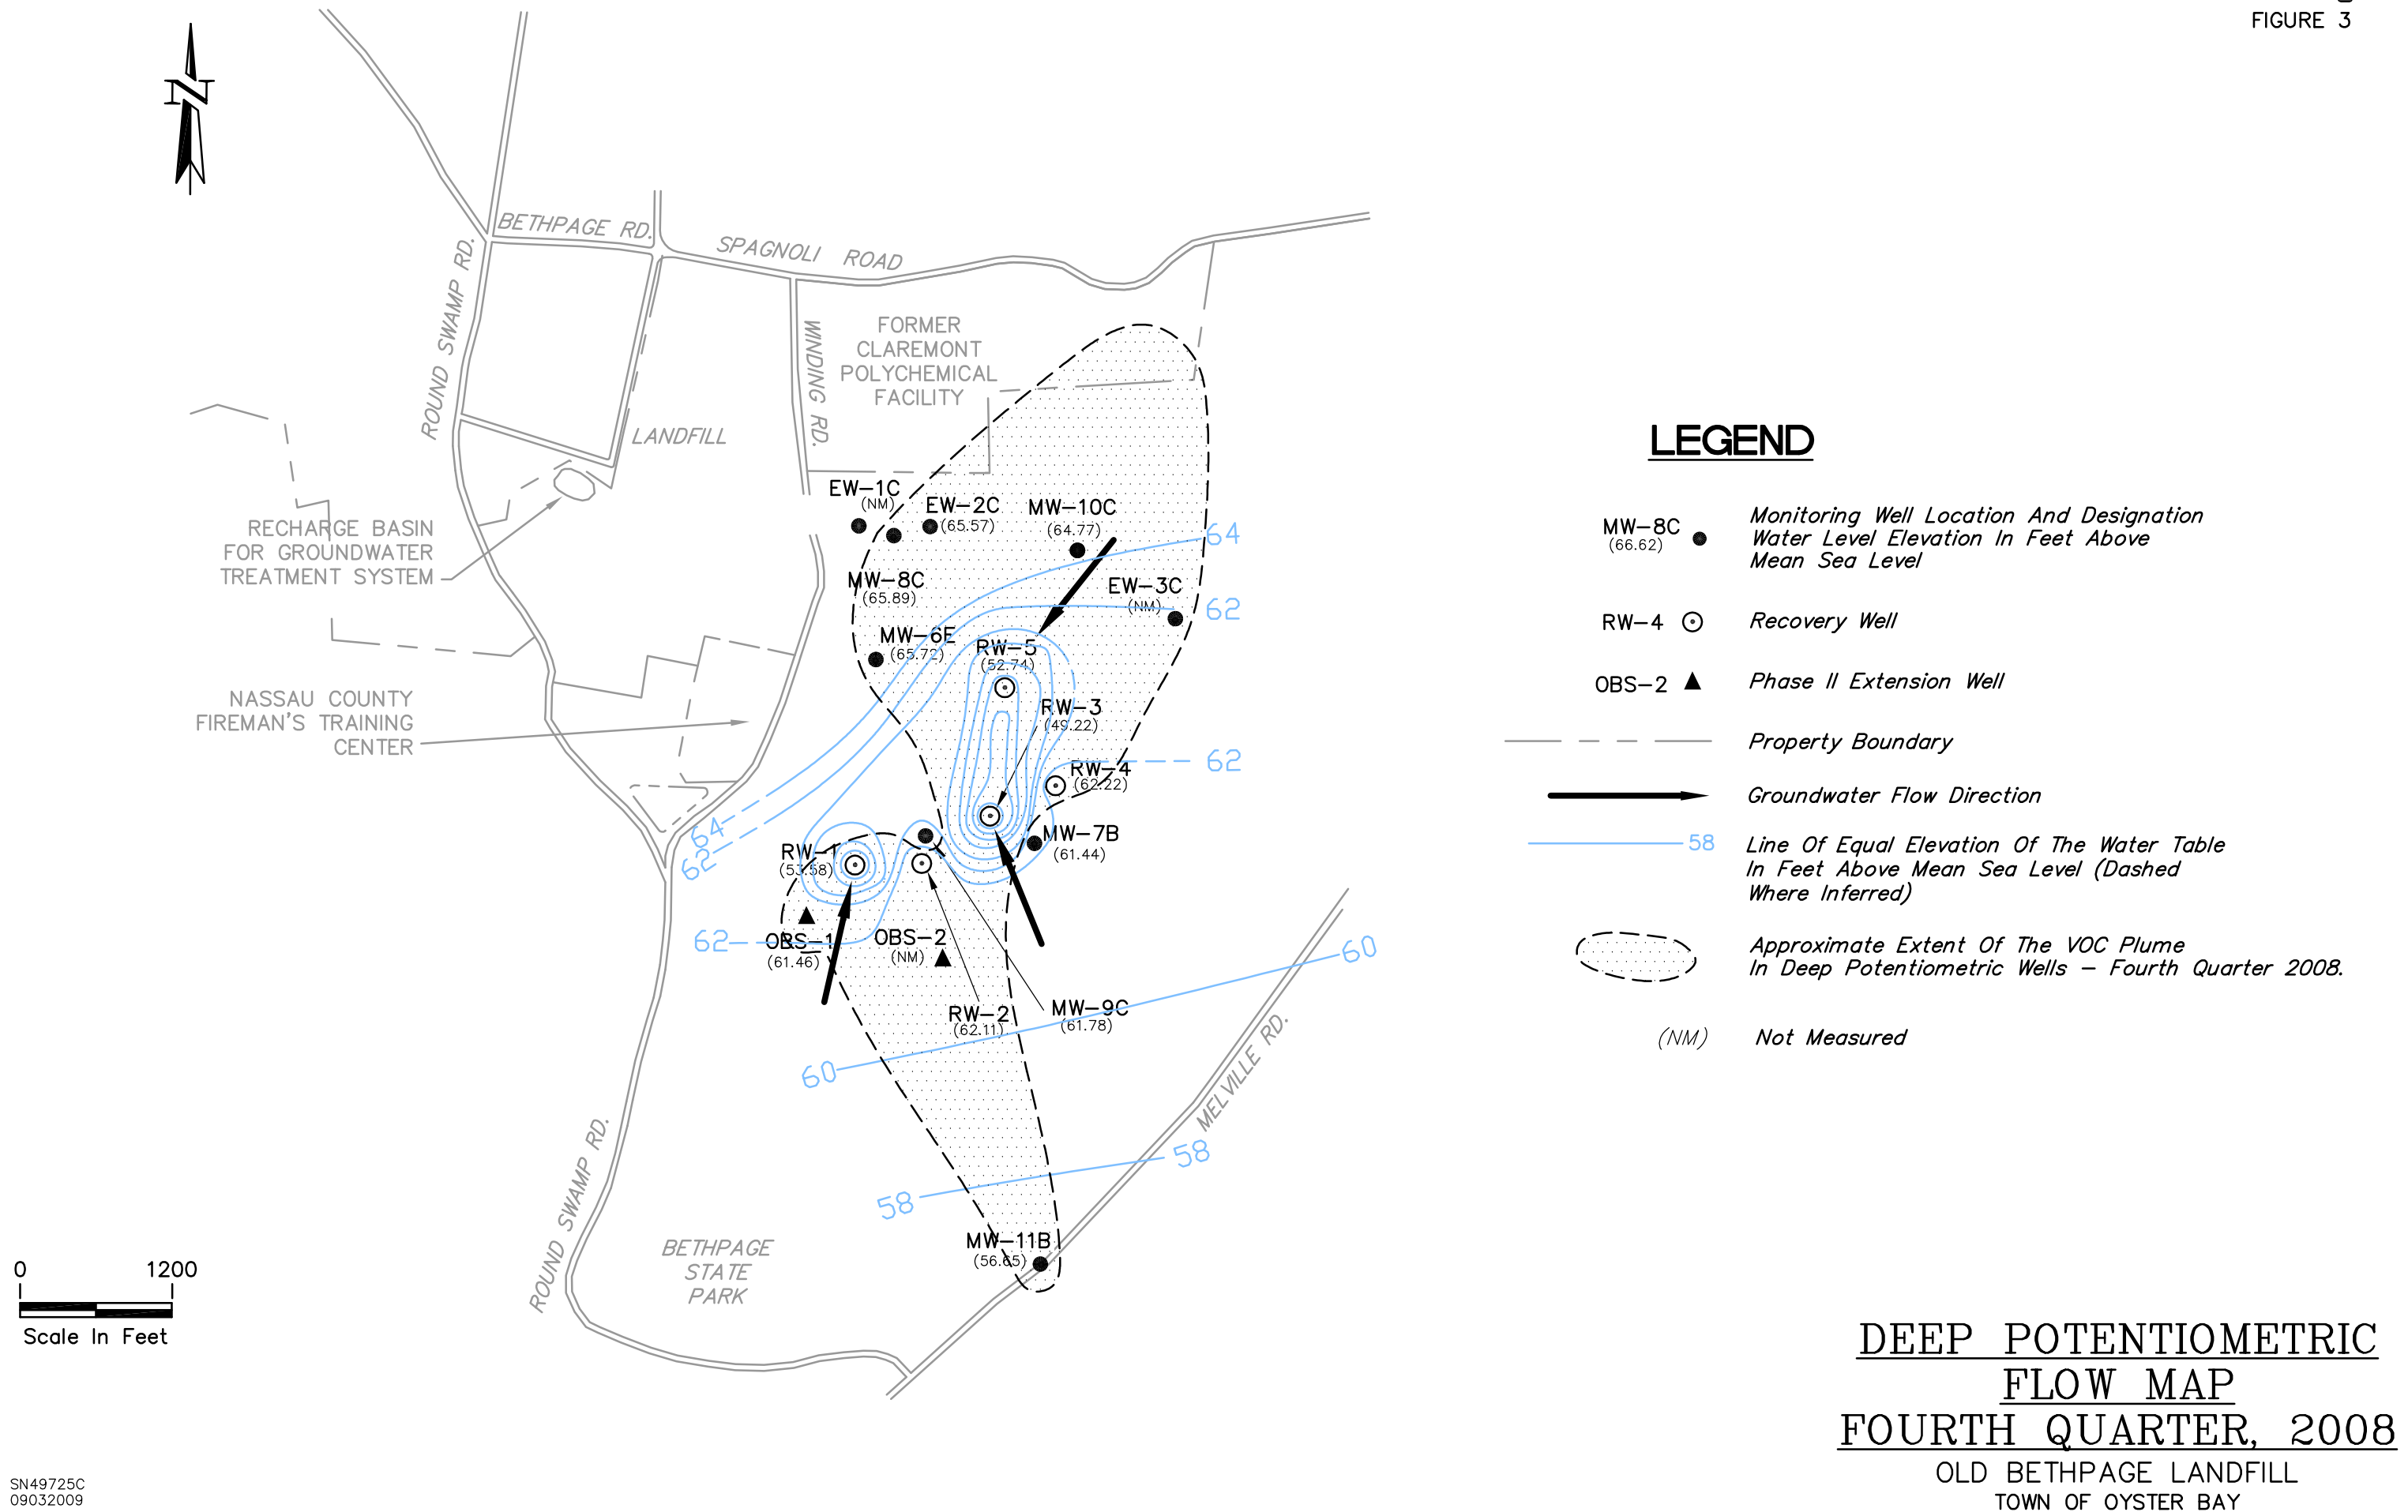 FIGURE 3
N
BETHPAGE RD.
SPAGNOLI ROAD
ROUND SWAMP RD.
WINDING RD.
FORMER
CLAREMONT
POLYCHEMICAL
FACILITY
LANDFILL
RECHARGE BASIN
FOR GROUNDWATER
TREATMENT SYSTEM
NASSAU COUNTY
FIREMAN'S TRAINING
CENTER
EW-1C
(NM)
EW-2C
(65.57)
MW-10C
(64.77)
64
MW-8C
(65.89)
EW-3C
(NM)
62
MW-6E
(65.72)
RW-5
(52.74)
RW-3
(49.22)
RW-4
(62.22)
62
64
62
MW-7B
(61.44)
RW-1
(53.58)
62
OBS-1
(61.46)
OBS-2
(NM)
RW-2
(62.11)
MW-9C
(61.78)
60
60
58
58
MELVILLE RD.
ROUND SWAMP RD.
MW-11B
(56.65)
BETHPAGE
STATE
PARK
0 1200
Scale In Feet
LEGEND
MW-8C
(66.62)
Monitoring Well Location And Designation
Water Level Elevation In Feet Above
Mean Sea Level
RW-4 Recovery Well
OBS-2 Phase II Extension Well
Property Boundary
Groundwater Flow Direction
58 Line Of Equal Elevation Of The Water Table
In Feet Above Mean Sea Level (Dashed
Where Inferred)
Approximate Extent Of The VOC Plume
In Deep Potentiometric Wells - Fourth Quarter 2008.
(NM) Not Measured
DEEP POTENTIOMETRIC
FLOW MAP
FOURTH QUARTER, 2008
OLD BETHPAGE LANDFILL
TOWN OF OYSTER BAY
SN49725C
09032009